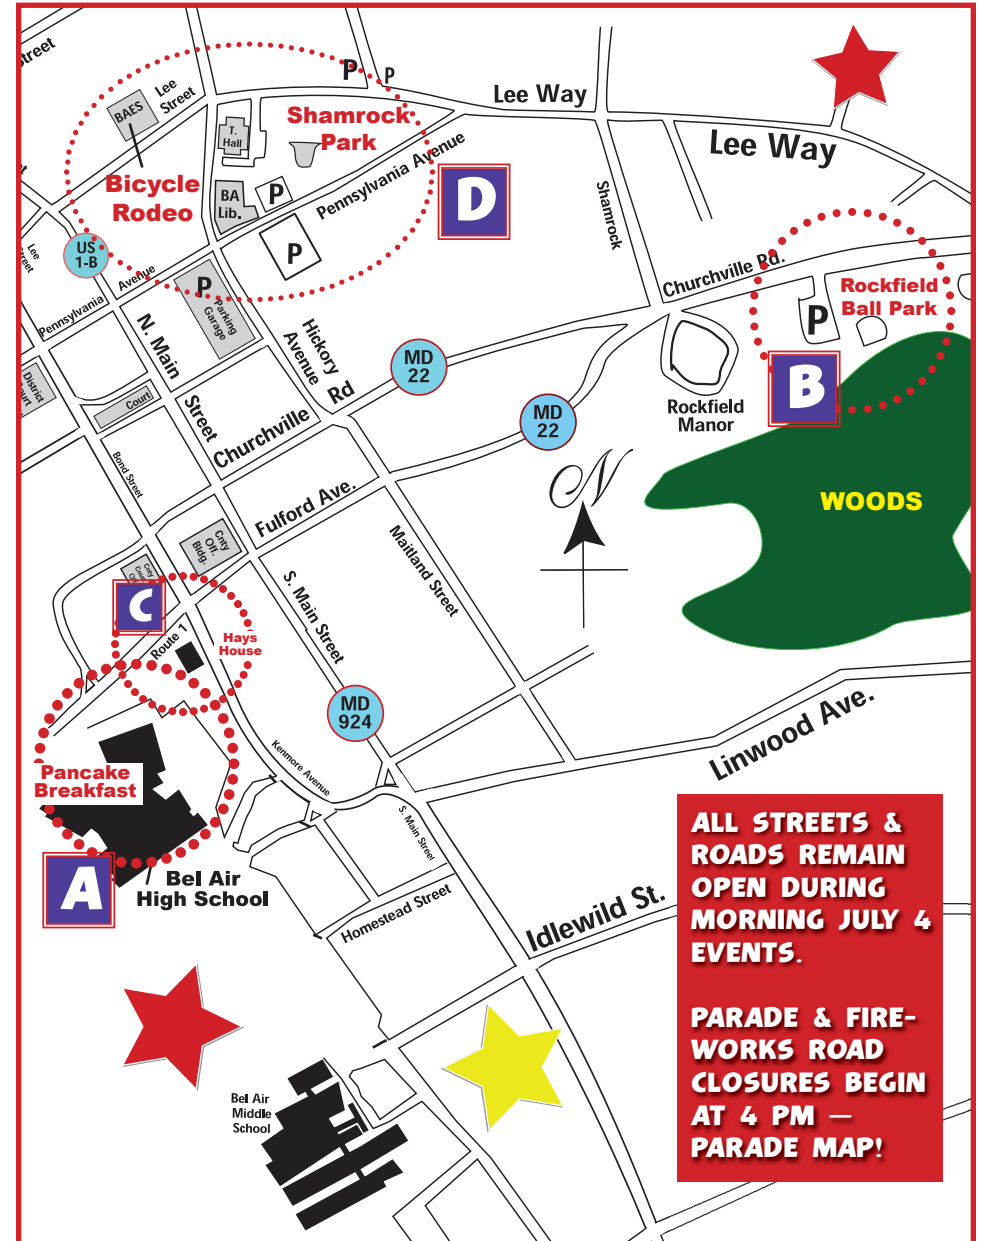 Street
BAES
Lee
Street
P
P
Lee Way
Lee Way
T.
Hall
Shamrock
Park
Bicycle
Rodeo
BA
Lib.
P
Pennsylvania Avenue
D
Shamrock
P
US
1-B
Lee
Street
Avenue
Pennsylvania
P
Parking
Garage
Churchville Rd.
Rockfield
Ball Park
P
N. Main
Street
Hickory
Avenue
MD
22
District
Court
Court
Rd
Churchville
B
Rockfield
Manor
MD
22
Bond Street
N
WOODS
Fulford Ave.
Cnty
Off.
Bldg.
Maitland Street
Cnty
C
S. Main Street
Route 1
Hays
House
MD
924
Linwood Ave.
Pancake
Breakfast
Kenmore Avenue
S. Main Street
A
Bel Air
High School
Homestead Street
Idlewild St.
ALL STREETS &
ROADS REMAIN
OPEN DURING
MORNING JULY 4
EVENTS.
PARADE & FIRE-
WORKS ROAD
CLOSURES BEGIN
AT 4 PM —
PARADE MAP!
Bel Air
Middle
School